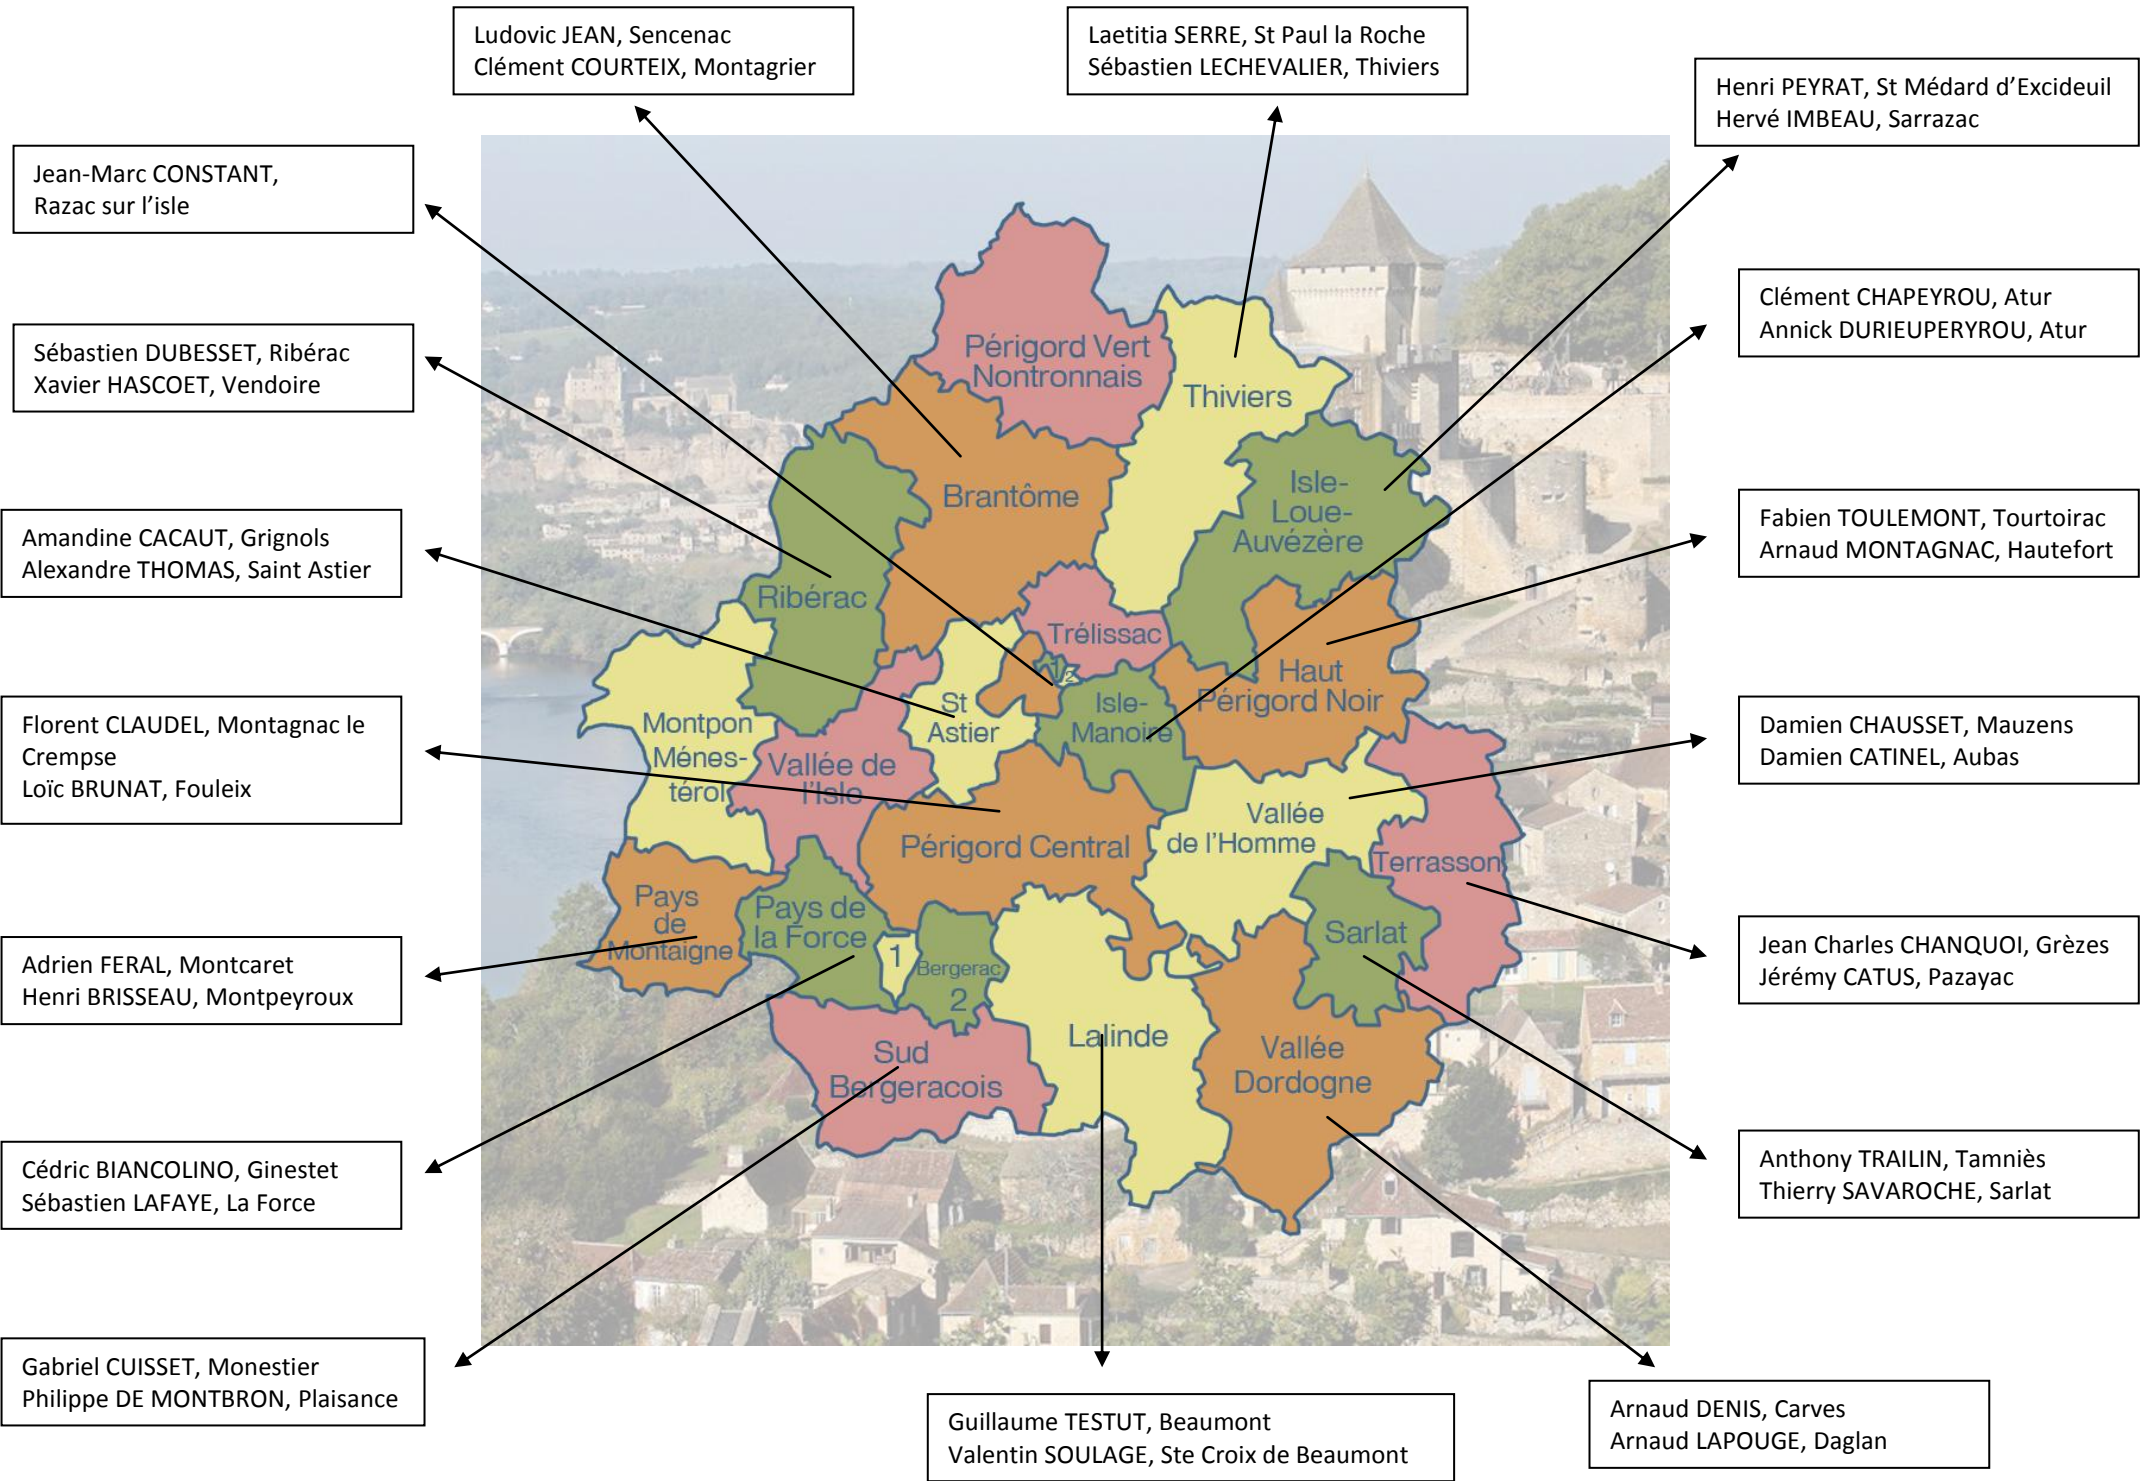 Ludovic JEAN, Sencenac
Clément COURTEIX, Montagrier
Laetitia SERRE, St Paul la Roche
Sébastien LECHEVALIER, Thiviers
Henri PEYRAT, St Médard d’Excideuil
Hervé IMBEAU, Sarrazac
Jean-Marc CONSTANT,
Razac sur l’isle
Clément CHAPEYROU, Atur
Annick DURIEUPERYROU, Atur
Sébastien DUBESSET, Ribérac
Xavier HASCOET, Vendoire
Fabien TOULEMONT, Tourtoirac
Arnaud MONTAGNAC, Hautefort
Amandine CACAUT, Grignols
Alexandre THOMAS, Saint Astier
Florent CLAUDEL, Montagnac le
Crempse
Loïc BRUNAT, Fouleix
Damien CHAUSSET, Mauzens
Damien CATINEL, Aubas
Adrien FERAL, Montcaret
Henri BRISSEAU, Montpeyroux
Jean Charles CHANQUOI, Grèzes
Jérémy CATUS, Pazayac
Cédric BIANCOLINO, Ginestet
Sébastien LAFAYE, La Force
Anthony TRAILIN, Tamniès
Thierry SAVAROCHE, Sarlat
Gabriel CUISSET, Monestier
Philippe DE MONTBRON, Plaisance
Guillaume TESTUT, Beaumont
Valentin SOULAGE, Ste Croix de Beaumont
Arnaud DENIS, Carves
Arnaud LAPOUGE, Daglan
Périgord Vert
Nontronnais
Thiviers
Brantôme
Isle-
Loue-
Auvézère
Ribérac
Trélissac
1
2
Haut
Périgord Noir
St
Astier
Isle-
Manoire
Montpon
Ménes-
térol
Vallée de
l'Isle
Périgord Central
Vallée
de l'Homme
Terrasson
Pays
de
Montaigne
Pays de
la Force
1
Bergerac
2
Sarlat
Lalinde
Sud
Bergeracois
Vallée
Dordogne